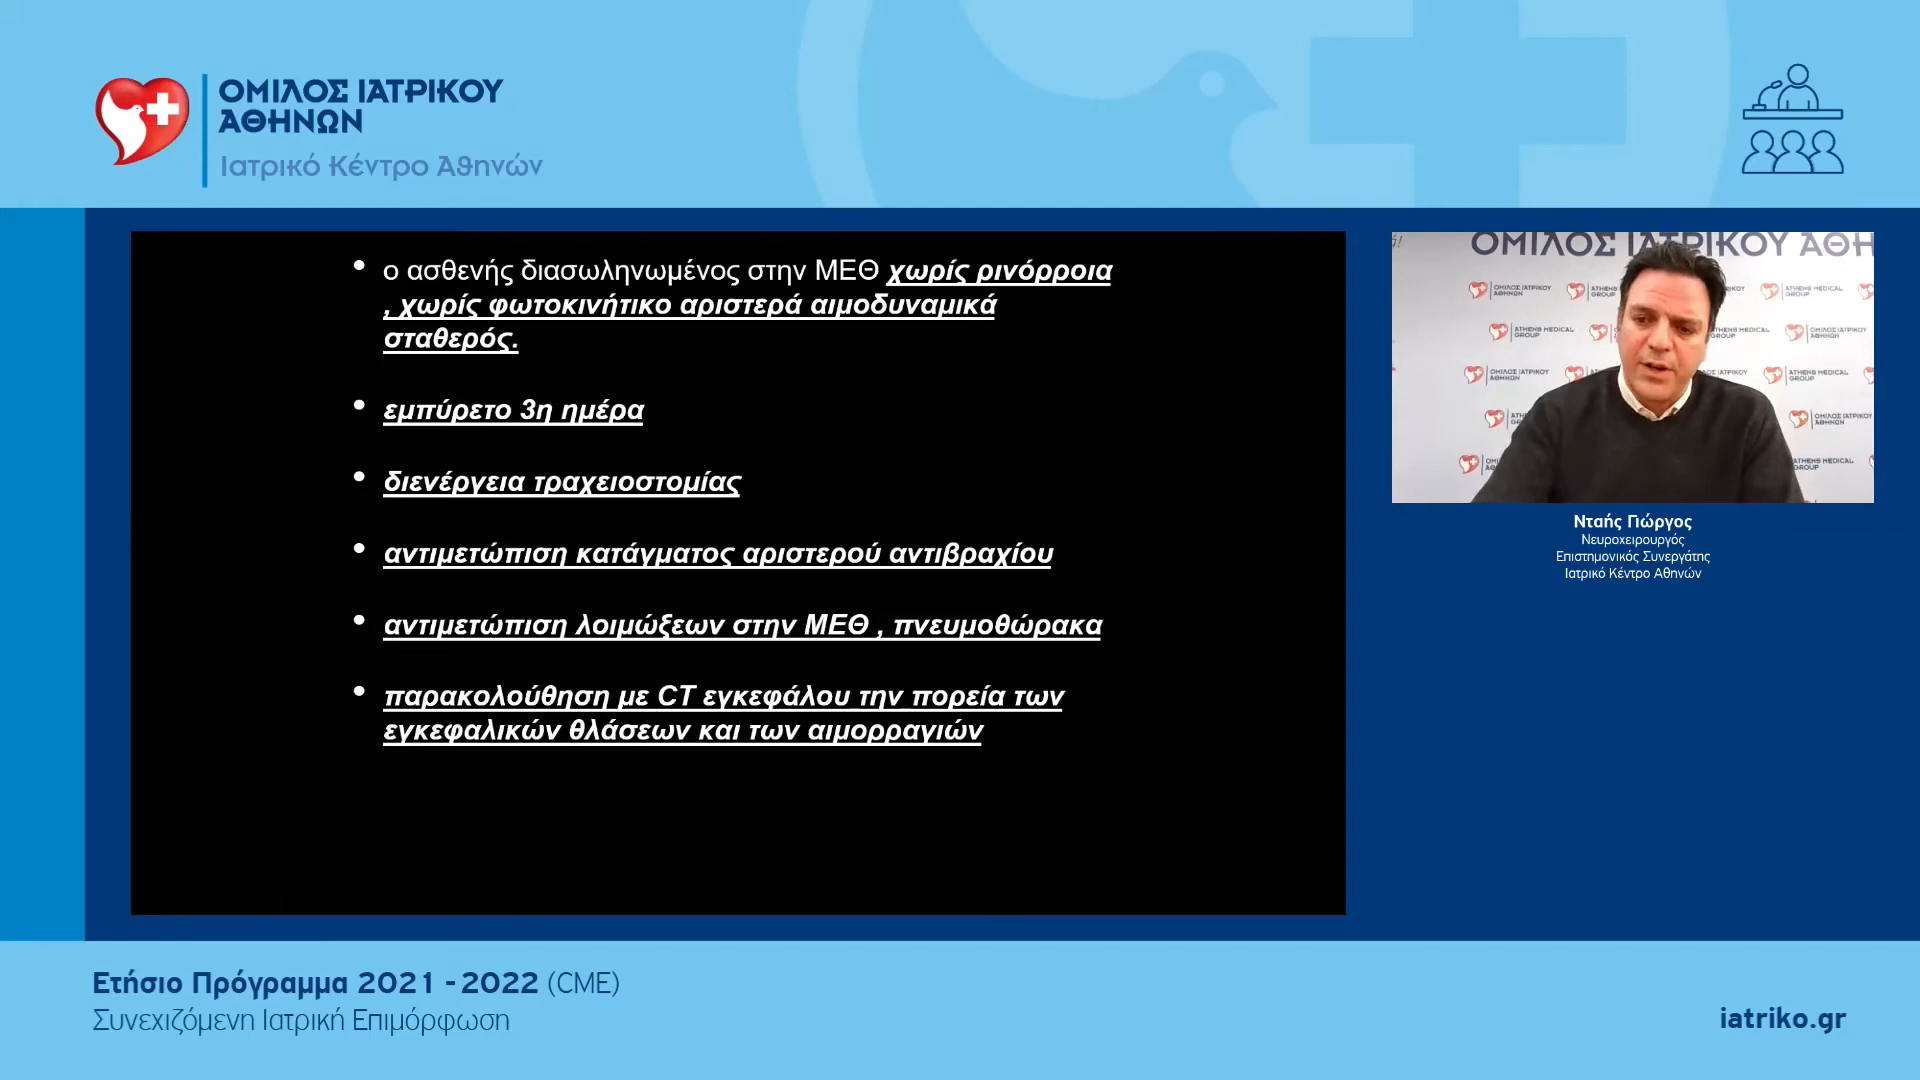 ΟΜΙΛΟΣ ΙΑΤΡΙΚΟΥ
ΑΘΗΝΩΝ
Ιατρικό Κέντρο Αθηνών
• ο ασθενής διασωληνωμένος στην ΜΕΘ χωρίς ρινόρροια
, χωρίς φωτοκινήτικο αριστερά αιμοδυναμικά
σταθερός.
• εμπύρετο 3η ημέρα
• διενέργεια τραχειοστομίας
• αντιμετώπιση κατάγματος αριστερού αντιβραχίου
• αντιμετώπιση λοιμώξεων στην ΜΕΘ , πνευμοθώρακα
• παρακολούθηση με CT εγκεφάλου την πορεία των
εγκεφαλικών θλάσεων και των αιμορραγιών
ΟΜΙΛΟΣ ΙΑΤΡΙΚΟΥ ΑΘΗ
Νταής Γιώργος
Νευροχειρουργός
Επιστημονικός Συνεργάτης
Ιατρικό Κέντρο Αθηνών
Ετήσιο Πρόγραμμα 2021 - 2022 (CME)
Συνεχιζόμενη Ιατρική Επιμόρφωση
iatriko.gr